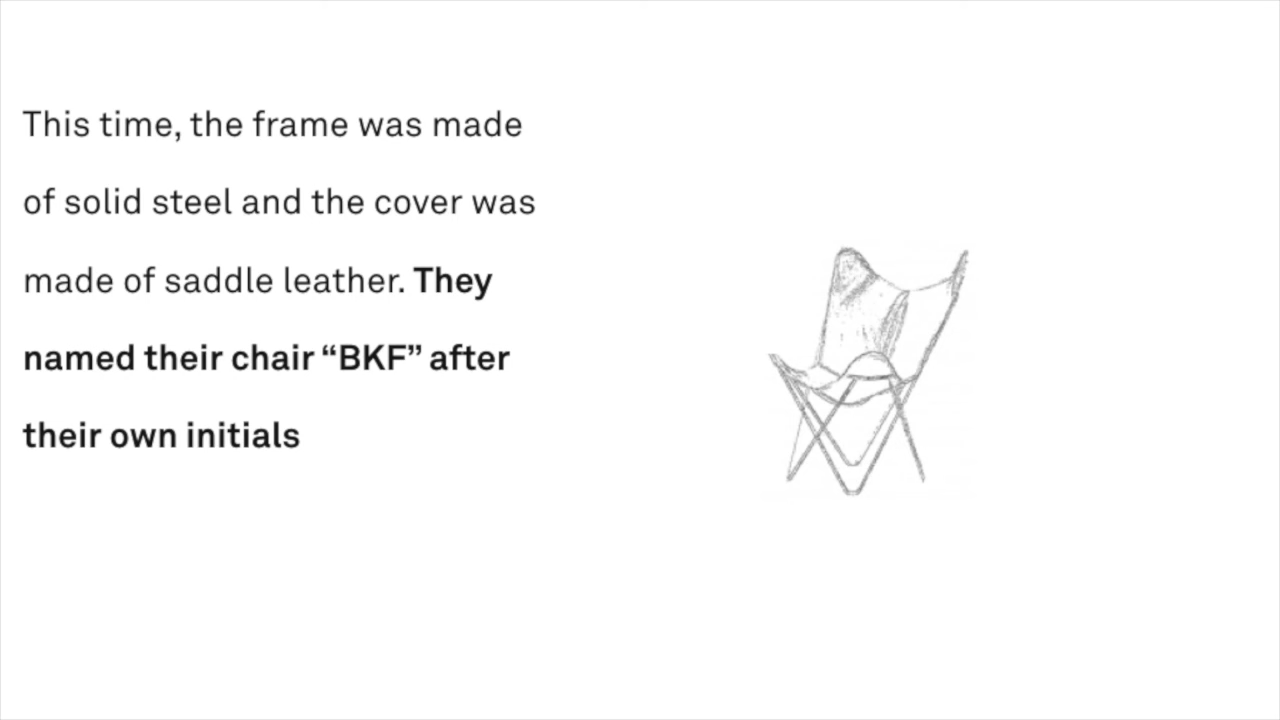 This time, the frame was made
of solid steel and the cover was
made of saddle leather. They
named their chair “BKF” after
their own initials